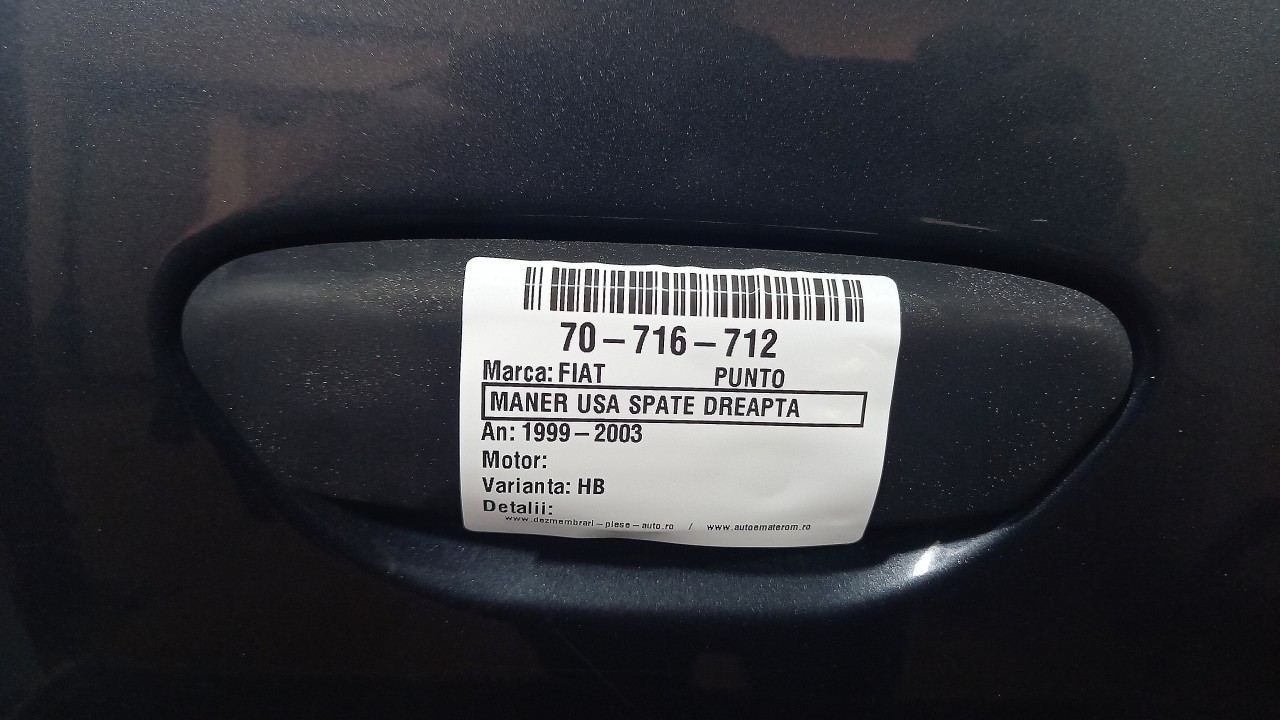 70-716-712
Marca: FIAT PUNTO
MANER USA SPATE DREAPTA
An: 1999-2003
Motor:
Varianta: HB
Detalii:
www.dezmembrari-piese-auto.ro / www.autoematerom.ro